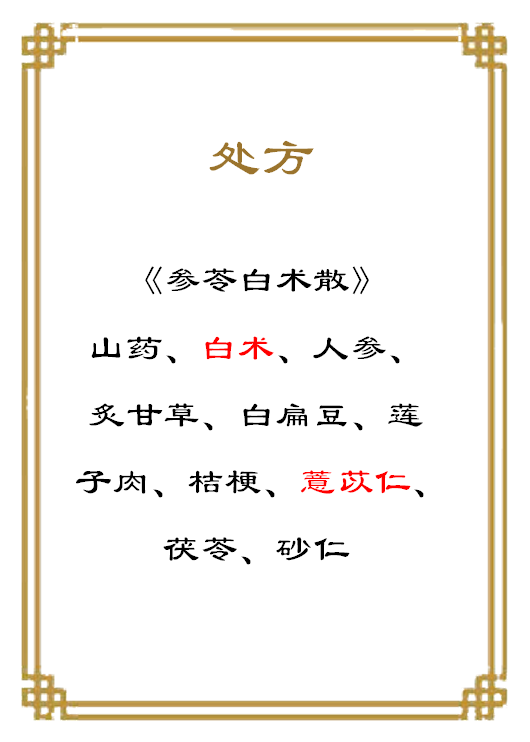 处方
《参苓白术散》
山药、白术、人参、
炙甘草、白扁豆、莲
子肉、桔梗、薏苡仁、
茯苓、砂仁